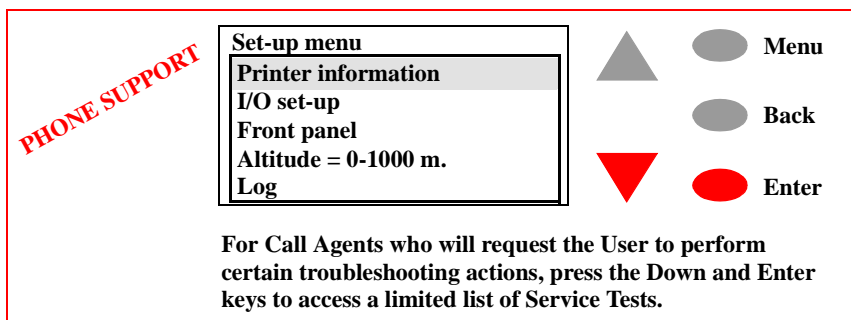 PHONE SUPPORT
Set-up menu
Printer information
I/O set-up
Front panel
Altitude = 0-1000 m.
Log
Menu
Back
Enter
For Call Agents who will request the User to perform
certain troubleshooting actions, press the Down and Enter
keys to access a limited list of Service Tests.